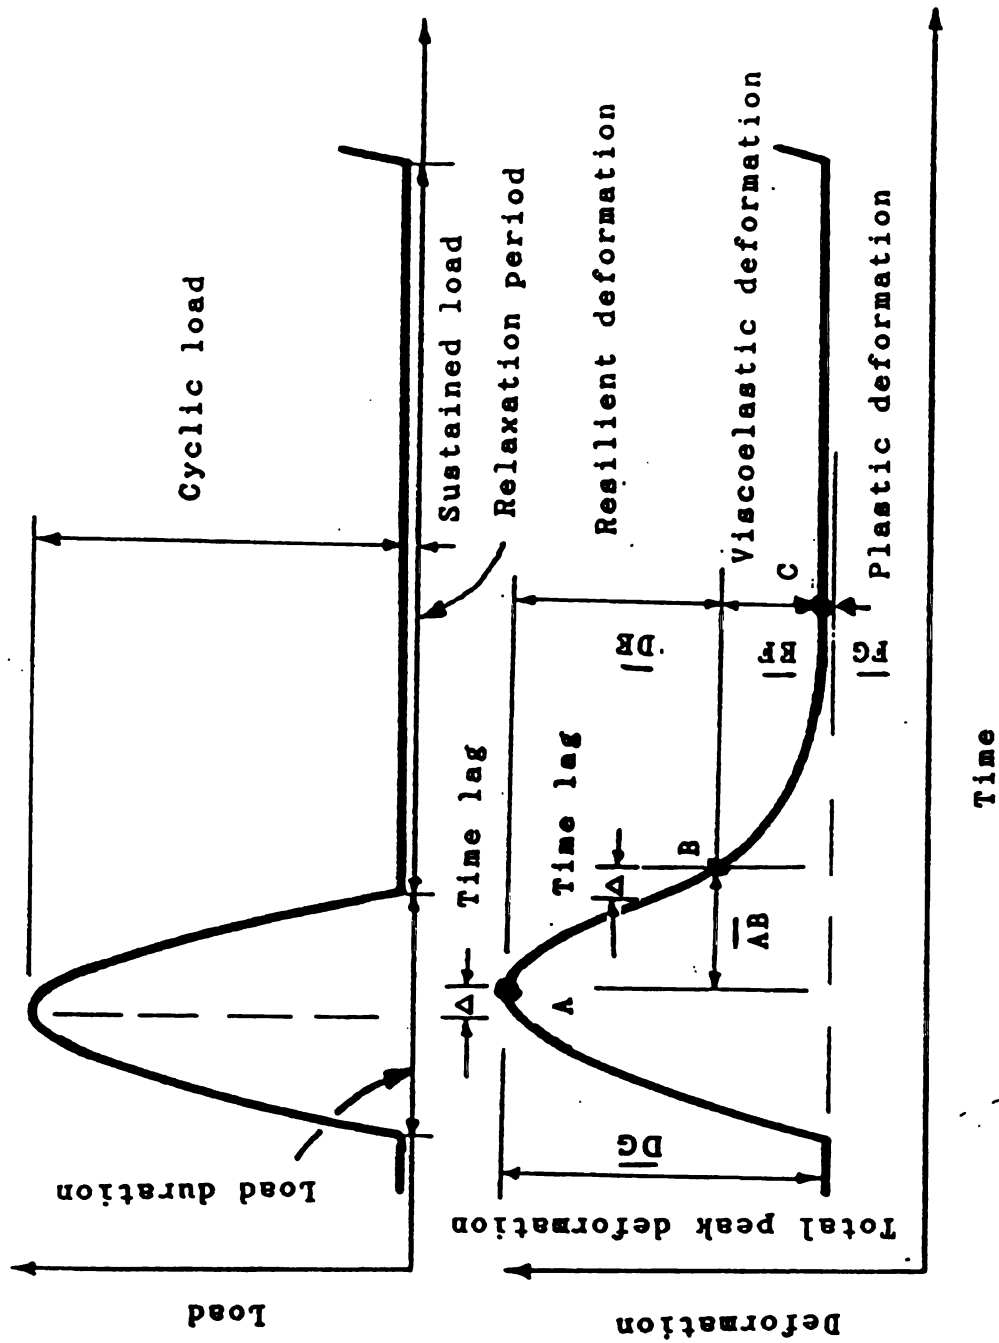 Load
Load duration
Cyclic load
Sustained load
Relaxation period
Time lag
Δ
Deformation
Total peak deformation
DG
A
Time lag
Δ
B
AB
DE
Resilient deformation
EF
Viscoelastic deformation
C
FG
Plastic deformation
Time